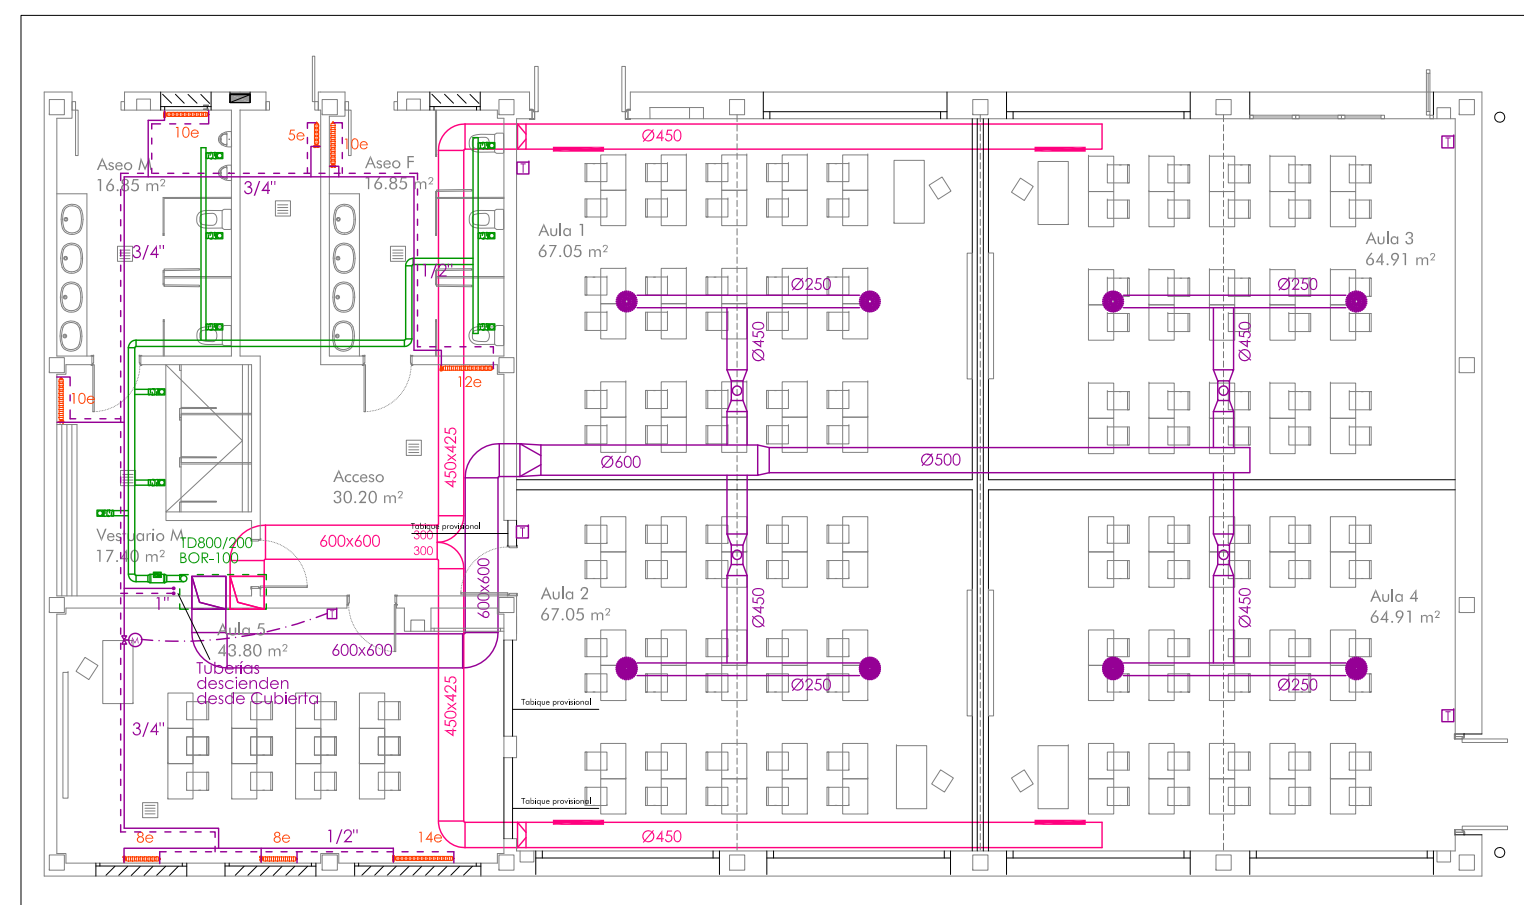 Ø450
10e
5e
10e
Aseo M
16.85 m²
Aseo F
16.85 m²
3/4"
Aula 1
67.05 m²
Aula 3
64.91 m²
3/4"
1/2"
Ø250
Ø250
Ø450
Ø450
12e
10e
450x425
Ø600
Ø500
Acceso
30.20 m²
Tabique provisional
Vestuario M
17.40 m²
TD800/200
BOR-100
600x600
300
300
600x600
1"
T
T
T
T
T
M
Aula 2
67.05 m²
Aula 4
64.91 m²
Ø450
Ø450
Aula 5
43.80 m²
600x600
Tuberías
descienden
desde Cubierta
Ø250
Ø250
450x425
Tabique provisional
3/4"
Tabique provisional
8e
8e
1/2"
14e
Ø450